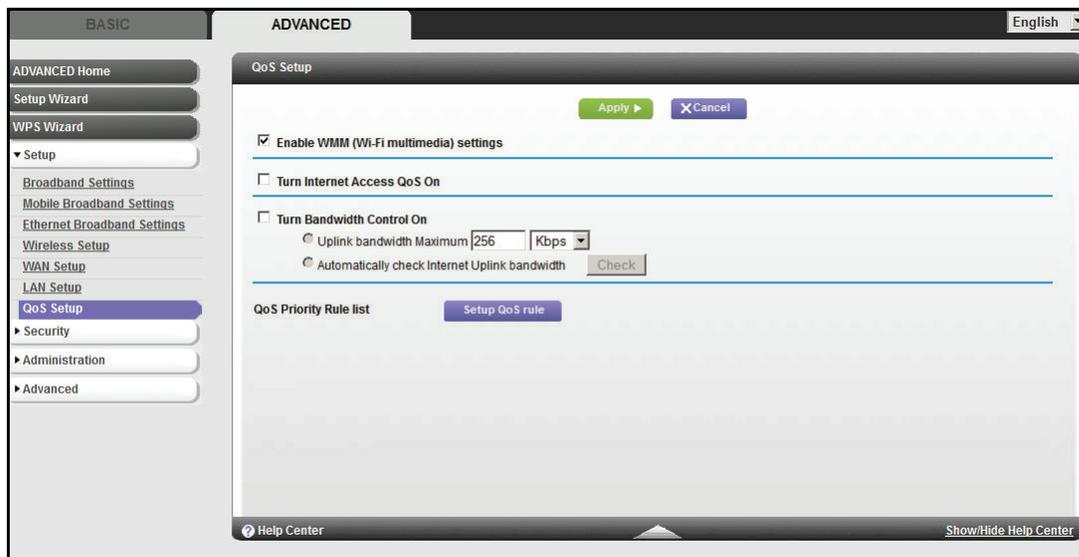 BASIC
ADVANCED
English
ADVANCED Home
Setup Wizard
WPS Wizard
Setup
Broadband Settings
Mobile Broadband Settings
Ethernet Broadband Settings
Wireless Setup
WAN Setup
LAN Setup
QoS Setup
Security
Administration
Advanced
QoS Setup
Apply
Cancel
Enable WMM (Wi-Fi multimedia) settings
Turn Internet Access QoS On
Turn Bandwidth Control On
Uplink bandwidth Maximum 256 Kbps
Automatically check Internet Uplink bandwidth Check
QoS Priority Rule list Setup QoS rule
Help Center
Show/Hide Help Center